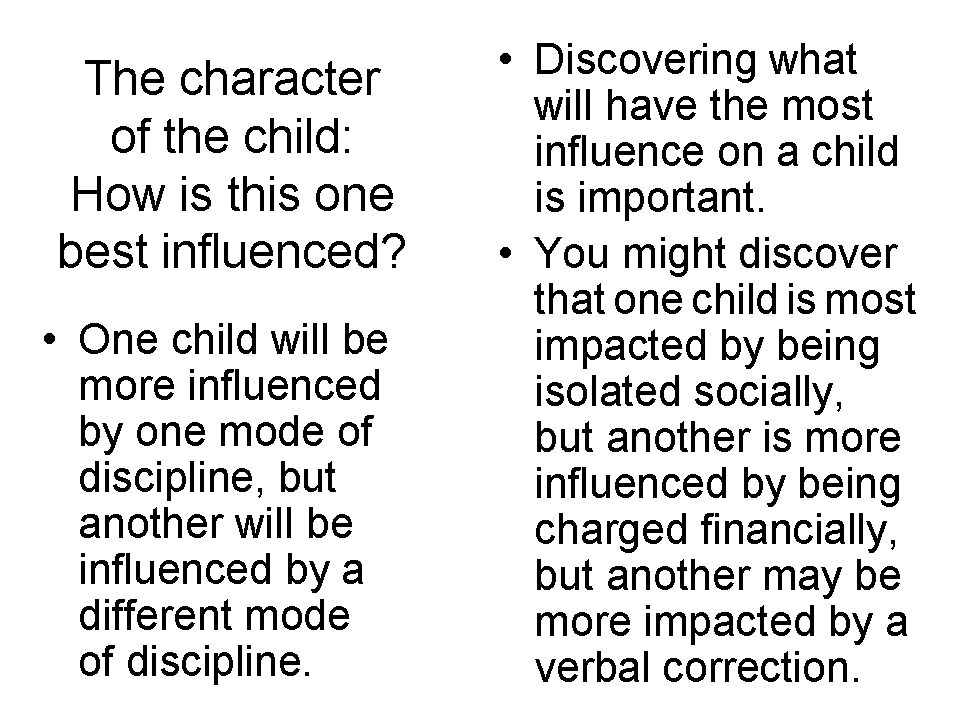 The character
of the child:
How is this one
best influenced?
• One child will be
more influenced
by one mode of
discipline, but
another will be
influenced by a
different mode
of discipline.
• Discovering what
will have the most
influence on a child
is important.
• You might discover
that one child is most
impacted by being
isolated socially,
but another is more
influenced by being
charged financially,
but another may be
more impacted by a
verbal correction.